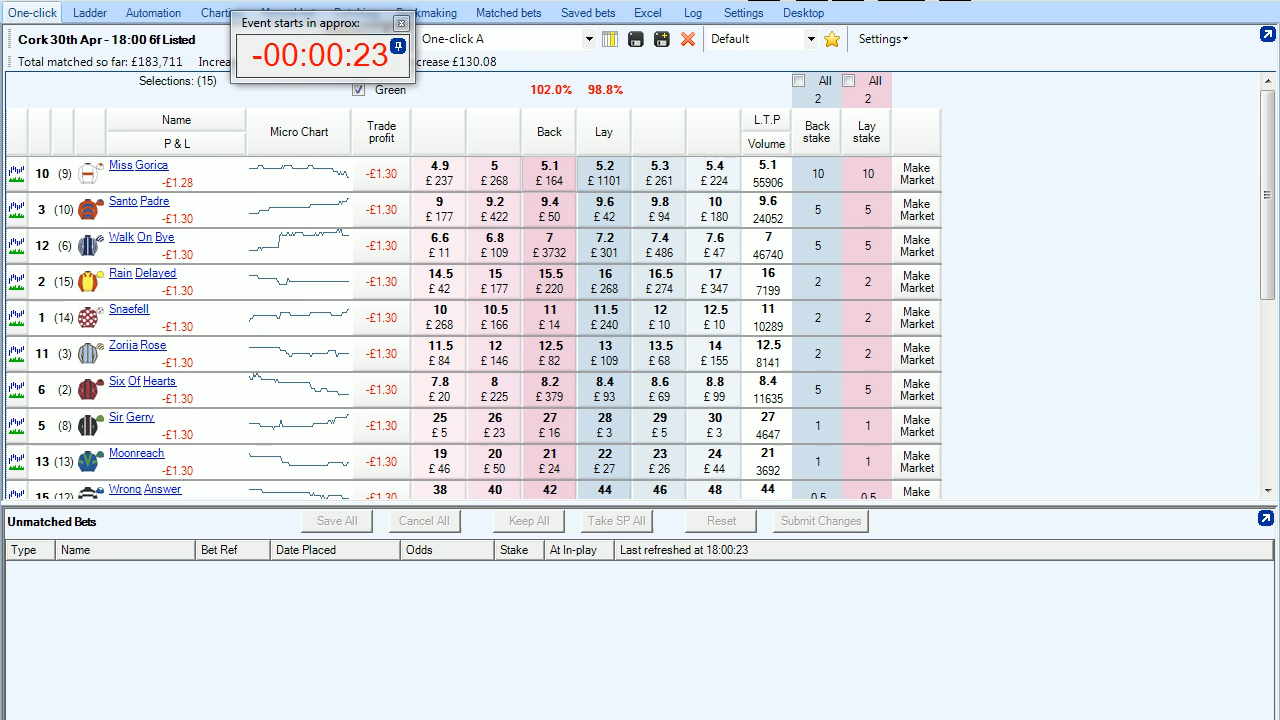 One-click Ladder Automation Charti Matched bets Saved bets Excel Log Settings Desktop
Event starts in approx:
-00:00:23
Cork 30th Apr - 18:00 6f Listed
One-click A
Default
Settings
Total matched so far: £183,711 Increa crease £130.08
Selections: (15)
Green
102.0% 98.8%
All All
2 2
Name
P & L
Micro Chart
Trade profit
Back Lay
L.T.P
Volume
Back stake
Lay stake
10 (9) Miss Gorica -£1.28 -£1.30 4.9 5 5.1 5.2 5.3 5.4 5.1 10 10 Make Market
£ 237 £ 268 £ 164 £ 1101 £ 261 £ 224 55906
3 (10) Santo Padre -£1.30 -£1.30 9 9.2 9.4 9.6 9.8 10 9.6 5 5 Make Market
£ 177 £ 422 £ 50 £ 42 £ 94 £ 180 24052
12 (6) Walk On Bye -£1.30 -£1.30 6.6 6.8 7 7.2 7.4 7.6 7 5 5 Make Market
£ 11 £ 109 £ 3732 £ 301 £ 486 £ 47 46740
2 (15) Rain Delayed -£1.30 -£1.30 14.5 15 15.5 16 16.5 17 16 2 2 Make Market
£ 42 £ 177 £ 220 £ 268 £ 274 £ 347 7199
1 (14) Snaefell -£1.30 -£1.30 10 10.5 11 11.5 12 12.5 11 2 2 Make Market
£ 268 £ 166 £ 14 £ 240 £ 10 £ 10 10289
11 (3) Zorija Rose -£1.30 -£1.30 11.5 12 12.5 13 13.5 14 12.5 2 2 Make Market
£ 84 £ 146 £ 82 £ 109 £ 68 £ 155 8141
6 (2) Six Of Hearts -£1.30 -£1.30 7.8 8 8.2 8.4 8.6 8.8 8.4 5 5 Make Market
£ 20 £ 225 £ 379 £ 93 £ 69 £ 99 11635
5 (8) Sir Gerry -£1.30 -£1.30 25 26 27 28 29 30 27 1 1 Make Market
£ 5 £ 23 £ 16 £ 3 £ 5 £ 3 4647
13 (13) Moonreach -£1.30 -£1.30 19 20 21 22 23 24 21 1 1 Make Market
£ 46 £ 50 £ 24 £ 27 £ 26 £ 44 3692
15 (12) Wrong Answer -£1.30 38 40 42 44 46 48 44 0.5 0.5 Make
Unmatched Bets
Save All Cancel All Keep All Take SP All Reset Submit Changes
Type Name Bet Ref Date Placed Odds Stake At In-play Last refreshed at 18:00:23